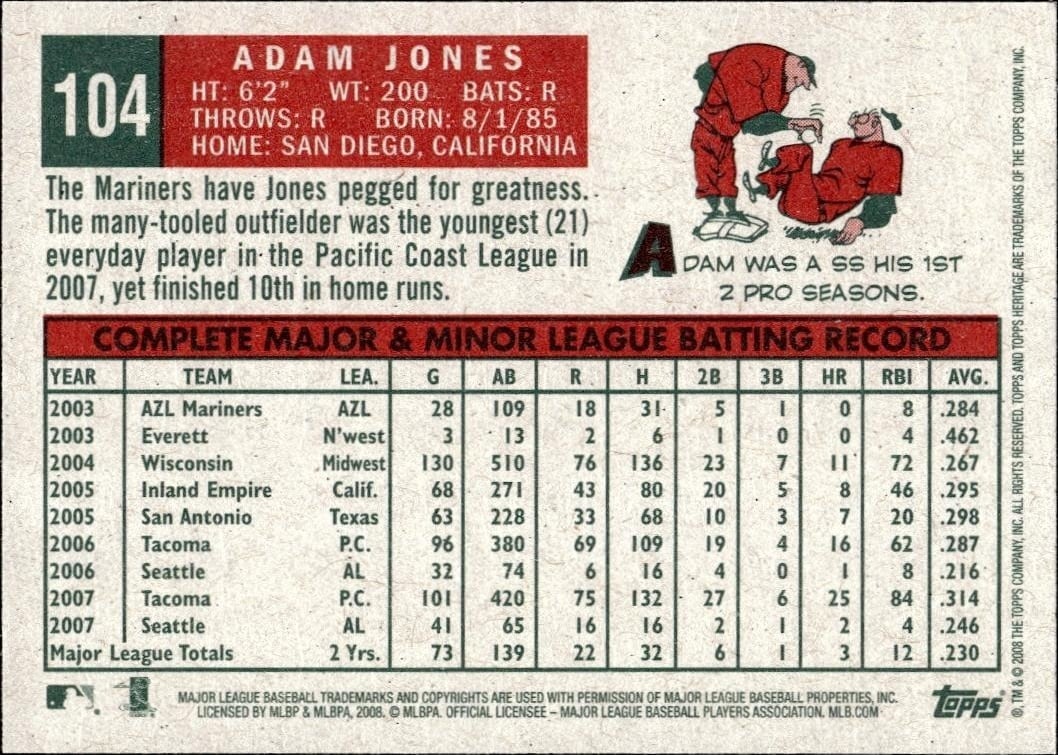 104
ADAM JONES
HT: 6'2" WT: 200 BATS: R
THROWS: R BORN: 8/1/85
HOME: SAN DIEGO, CALIFORNIA
The Mariners have Jones pegged for greatness.
The many-tooled outfielder was the youngest (21)
everyday player in the Pacific Coast League in
2007, yet finished 10th in home runs.
ADAM WAS A SS HIS 1ST
2 PRO SEASONS.
COMPLETE MAJOR & MINOR LEAGUE BATTING RECORD
YEAR TEAM LEA. G AB R H 2B 3B HR RBI AVG.
2003 AZL Mariners AZL 28 109 18 31 5 1 0 8 .284
2003 Everett N'west 3 13 2 6 1 0 0 4 .462
2004 Wisconsin Midwest 130 510 76 136 23 7 11 72 .267
2005 Inland Empire Calif. 68 271 43 80 20 5 8 46 .295
2005 San Antonio Texas 63 228 33 68 10 3 7 20 .298
2006 Tacoma P.C. 96 380 69 109 19 4 16 62 .287
2006 Seattle AL 32 74 6 16 4 0 1 8 .216
2007 Tacoma P.C. 101 420 75 132 27 6 25 84 .314
2007 Seattle AL 41 65 16 16 2 1 2 4 .246
Major League Totals 2 Yrs. 73 139 22 32 6 1 3 12 .230
MAJOR LEAGUE BASEBALL TRADEMARKS AND COPYRIGHTS ARE USED WITH PERMISSION OF MAJOR LEAGUE BASEBALL PROPERTIES, INC.
LICENSED BY MLBP & MLBPA, 2008. © MLBPA. OFFICIAL LICENSEE – MAJOR LEAGUE BASEBALL PLAYERS ASSOCIATION. MLB.COM
Topps
®, TM & © 2008 THE TOPPS COMPANY, INC. ALL RIGHTS RESERVED. TOPPS AND TOPPS HERITAGE ARE TRADEMARKS OF THE TOPPS COMPANY, INC.